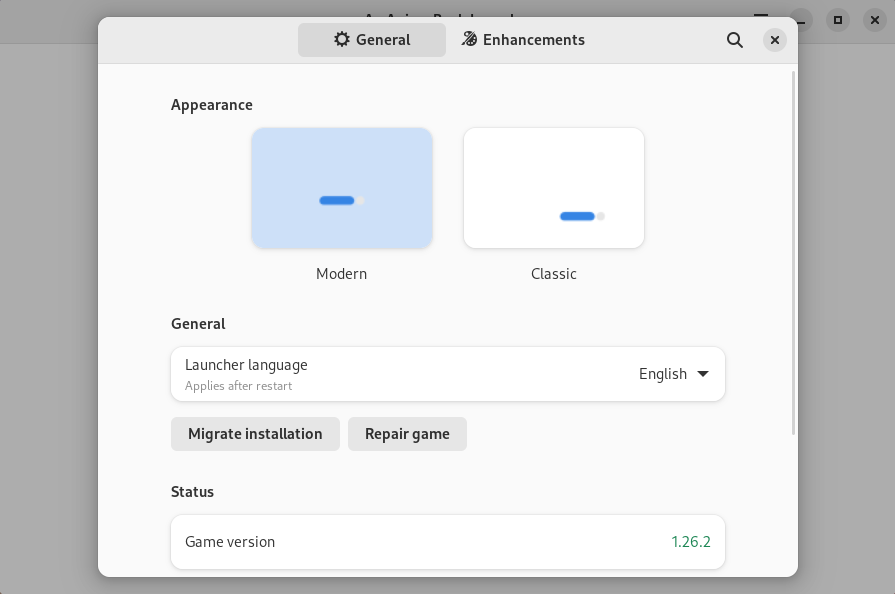 General
Enhancements
Appearance
Modern
Classic
General
Launcher language
Applies after restart
English
Migrate installation
Repair game
Status
Game version
1.26.2